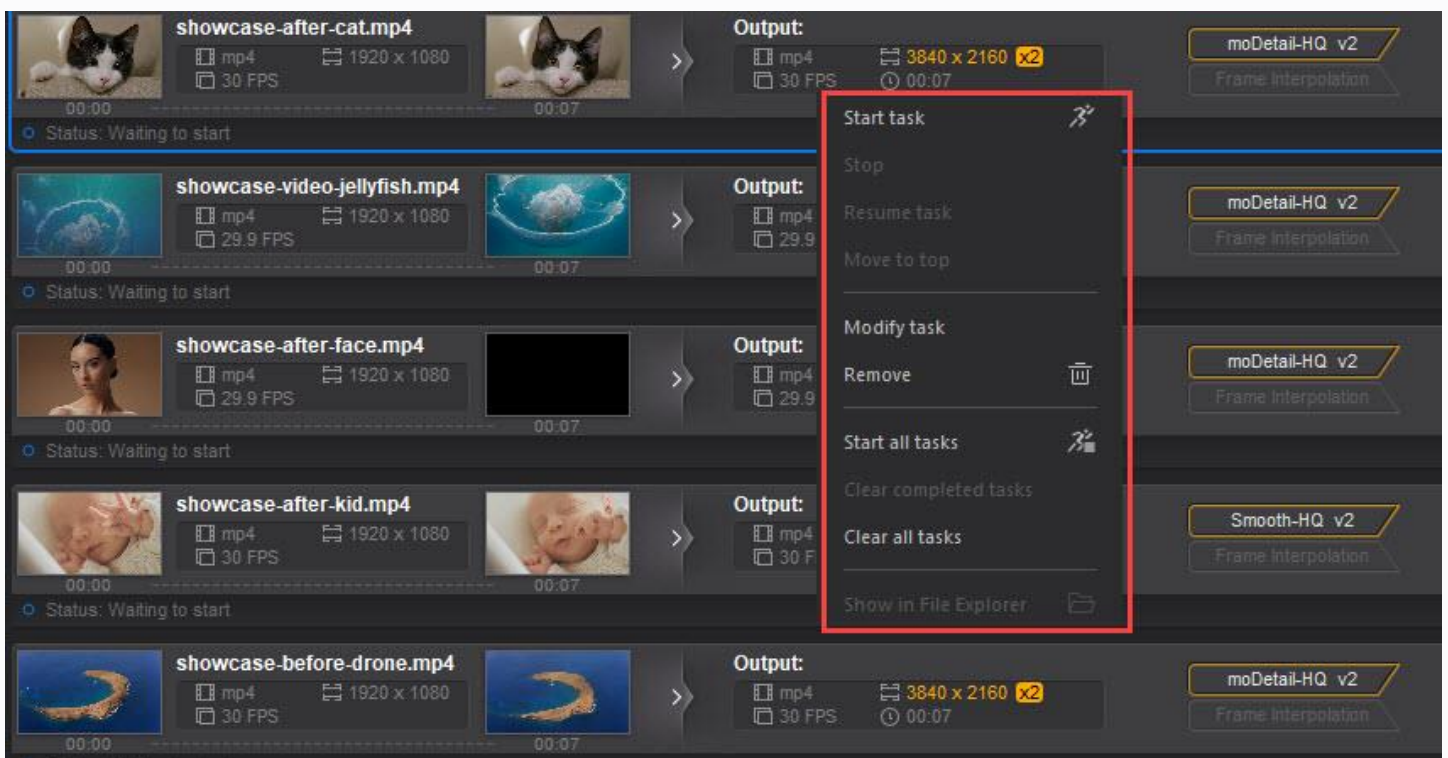 showcase-after-cat.mp4
mp4 1920 x 1080
30 FPS
00:00 00:07
Output:
mp4 3840 x 2160 x2
30 FPS 00:07
moDetail-HQ v2
Frame Interpolation
Status: Waiting to start
showcase-video-jellyfish.mp4
mp4 1920 x 1080
29.9 FPS
00:00 00:07
Output:
mp4
29.9
moDetail-HQ v2
Frame Interpolation
Status: Waiting to start
showcase-after-face.mp4
mp4 1920 x 1080
29.9 FPS
00:00 00:07
Output:
mp4
29.9
moDetail-HQ v2
Frame Interpolation
Status: Waiting to start
showcase-after-kid.mp4
mp4 1920 x 1080
30 FPS
00:00 00:07
Output:
mp4
30 F
Smooth-HQ v2
Frame Interpolation
Status: Waiting to start
showcase-before-drone.mp4
mp4 1920 x 1080
30 FPS
00:00 00:07
Output:
mp4 3840 x 2160 x2
30 FPS 00:07
moDetail-HQ v2
Frame Interpolation
Start task
Stop
Resume task
Move to top
Modify task
Remove
Start all tasks
Clear completed tasks
Clear all tasks
Show in File Explorer